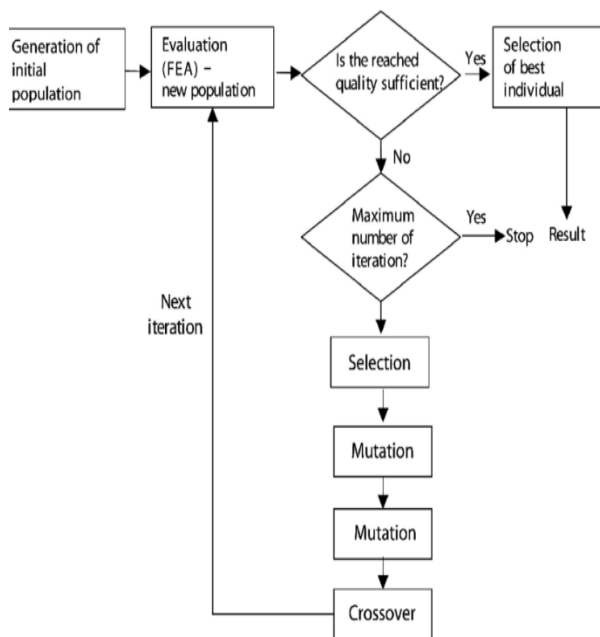 Generation of
initial
population
Evaluation
(FEA) –
new population
Is the reached
quality sufficient?
Yes
Selection
of best
individual
No
Maximum
number of
iteration?
Yes
Stop
Result
Next
iteration
Selection
Mutation
Mutation
Crossover